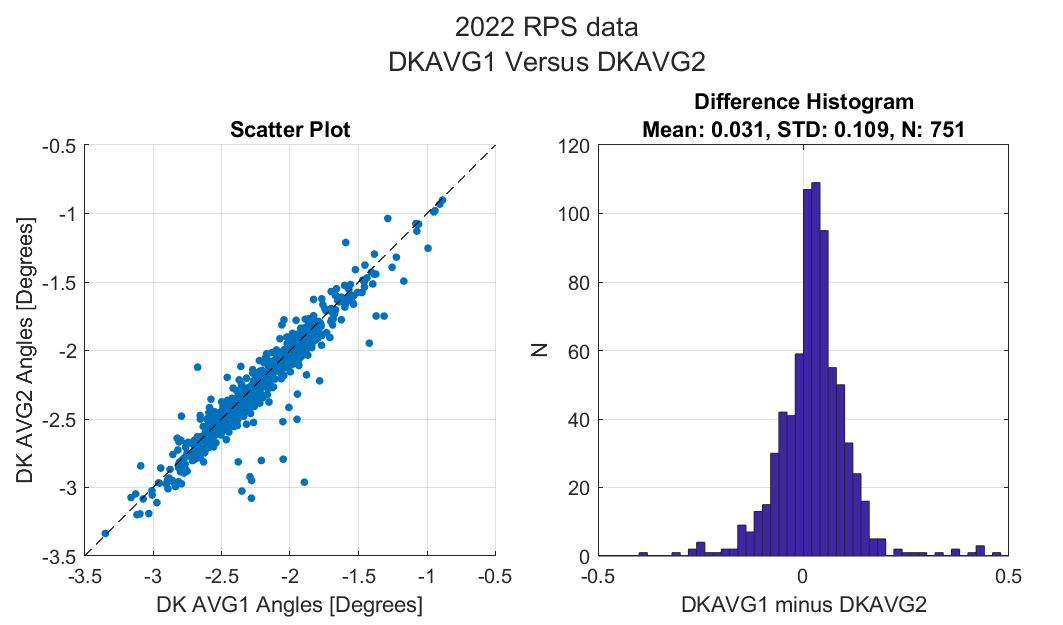 2022 RPS data
DKAVG1 Versus DKAVG2
Scatter Plot
-0.5
-1
-1.5
-2
-2.5
-3
-3.5
DK AVG2 Angles [Degrees]
-3.5 -3 -2.5 -2 -1.5 -1 -0.5
DK AVG1 Angles [Degrees]
Difference Histogram
Mean: 0.031, STD: 0.109, N: 751
120
100
80
60
40
20
0
N
-0.5 0 0.5
DKAVG1 minus DKAVG2